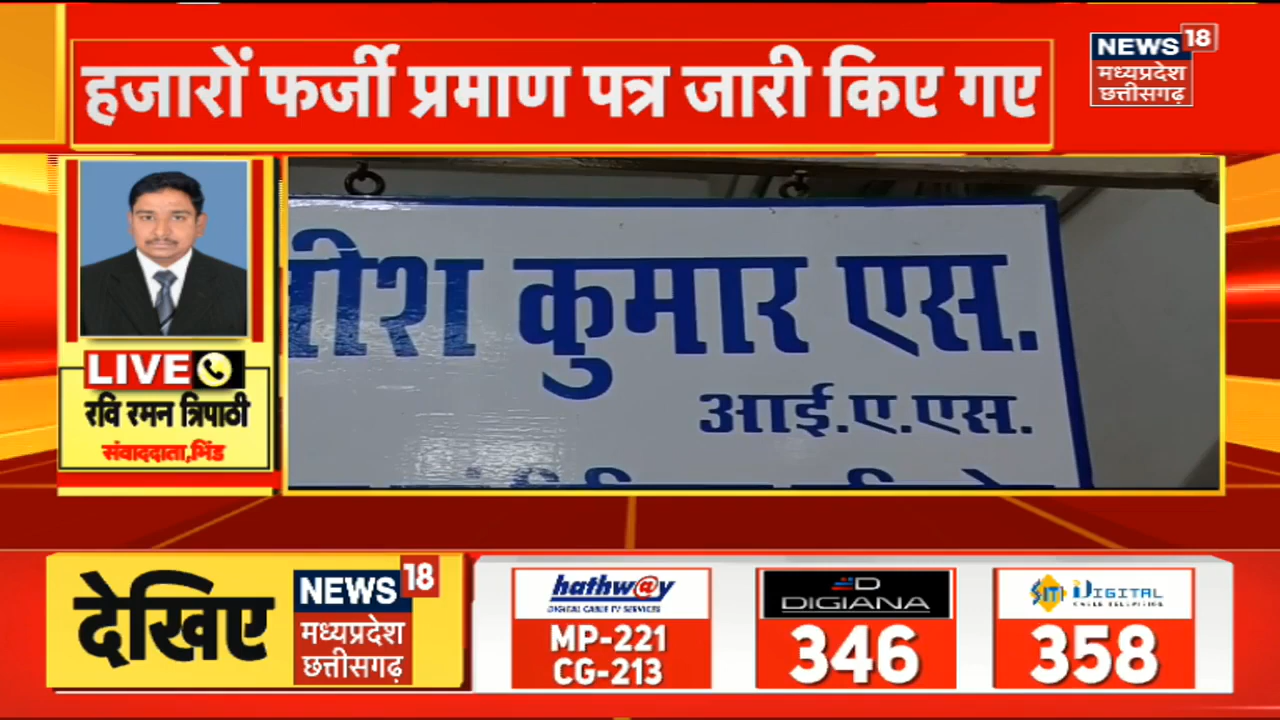 हजारों फर्जी प्रमाण पत्र जारी किए गए
NEWS 18
मध्यप्रदेश
छत्तीसगढ़
कुमार एस.
आई.ए.एस.
LIVE
रवि रमन त्रिपाठी
संवाददाता,भिंड
देखिए
NEWS 18
मध्यप्रदेश
छत्तीसगढ़
hathw@y
DIGITAL CABLE TV SERVICES
MP-221
CG-213
DIGIANA
346
SITI DIGITAL
358